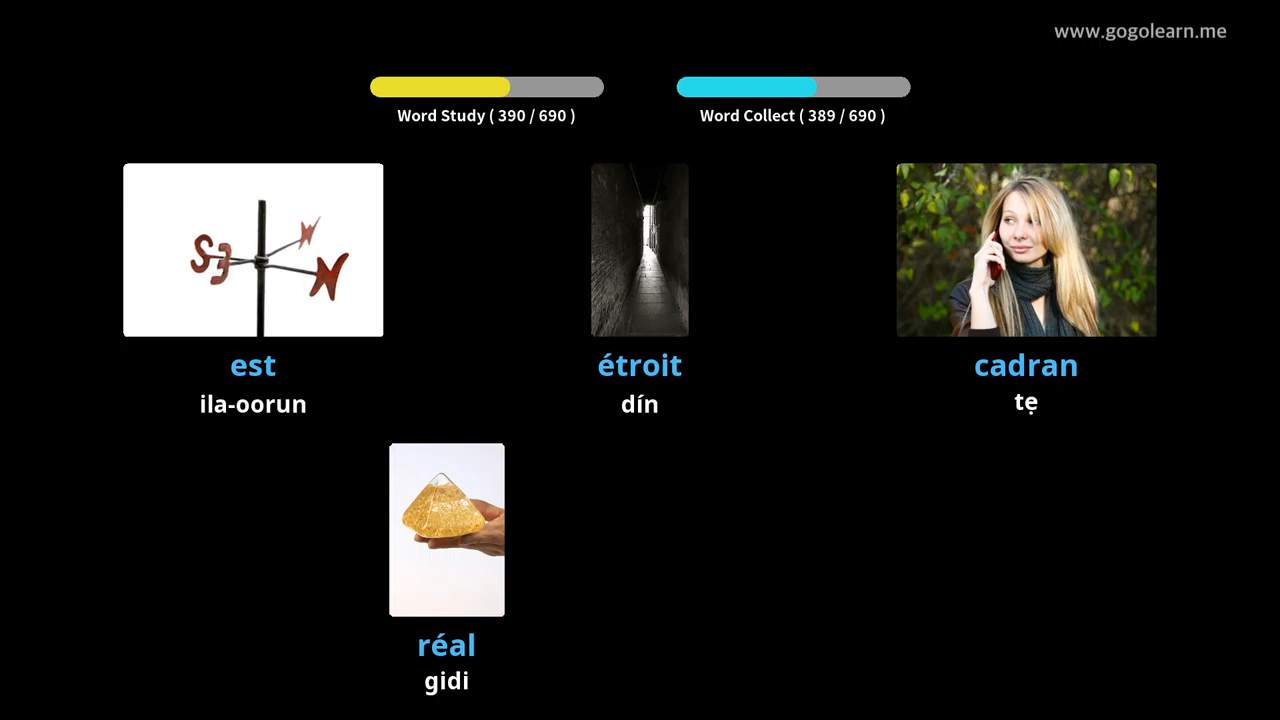 www.gogolearn.me
Word Study ( 390 / 690 )
Word Collect ( 389 / 690 )
S E N W
est
étroit
cadran
ila-oorun
dín
tẹ
réal
gidi